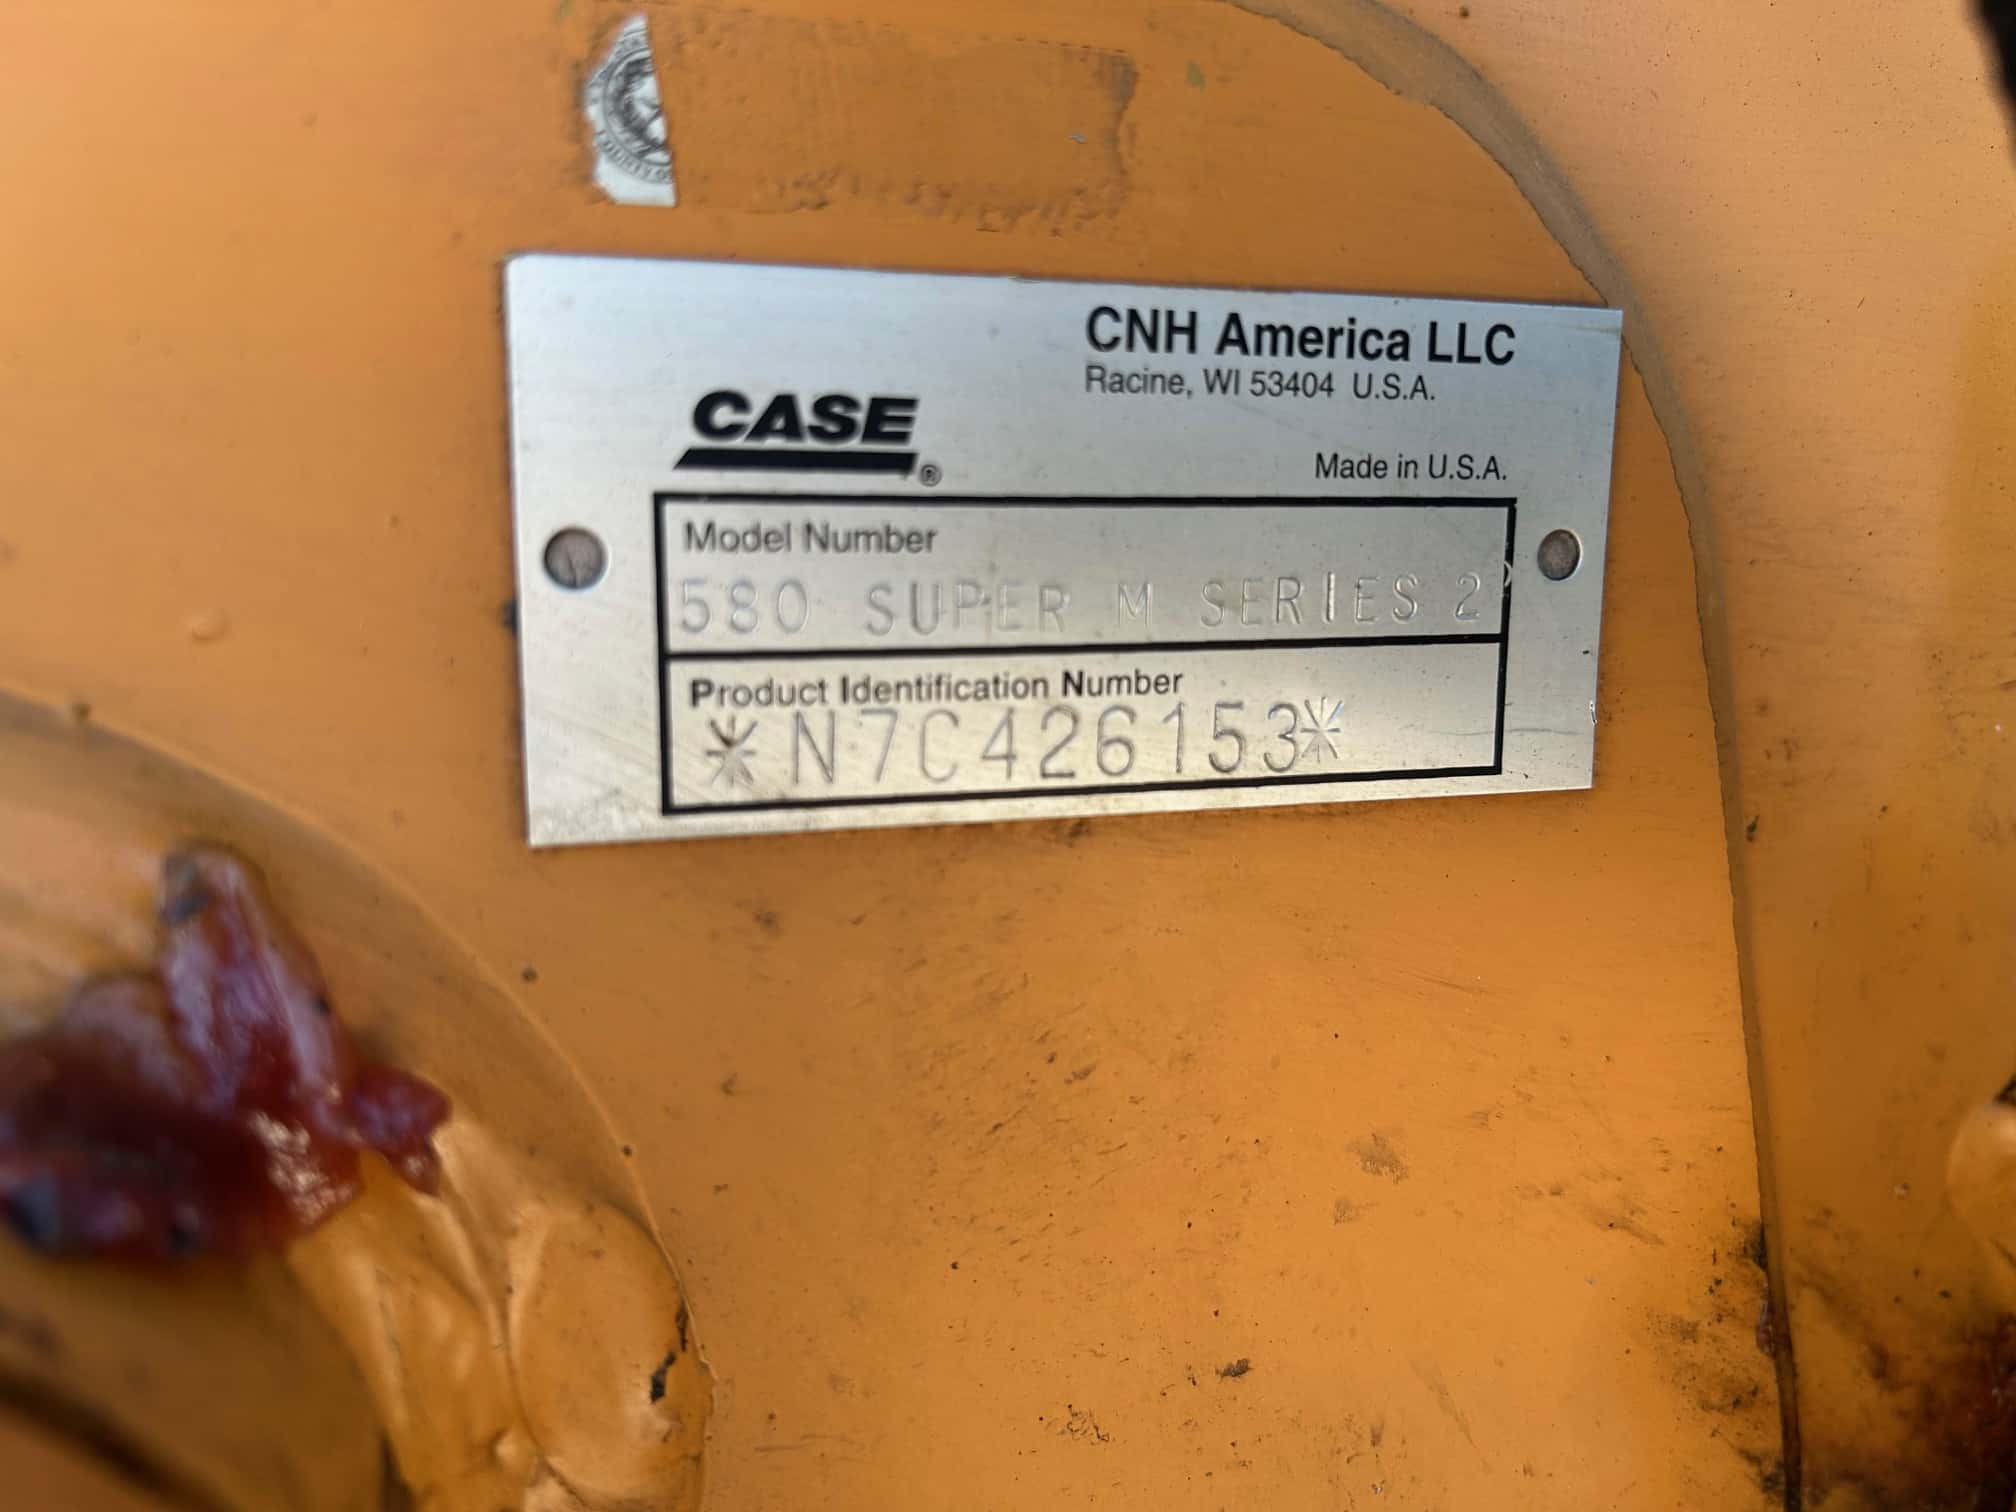 CNH America LLC
Racine, WI 53404 U.S.A.
CASE
®
Made in U.S.A.
Model Number
580 SUPER M SERIES 2
Product Identification Number
*N7C426153*